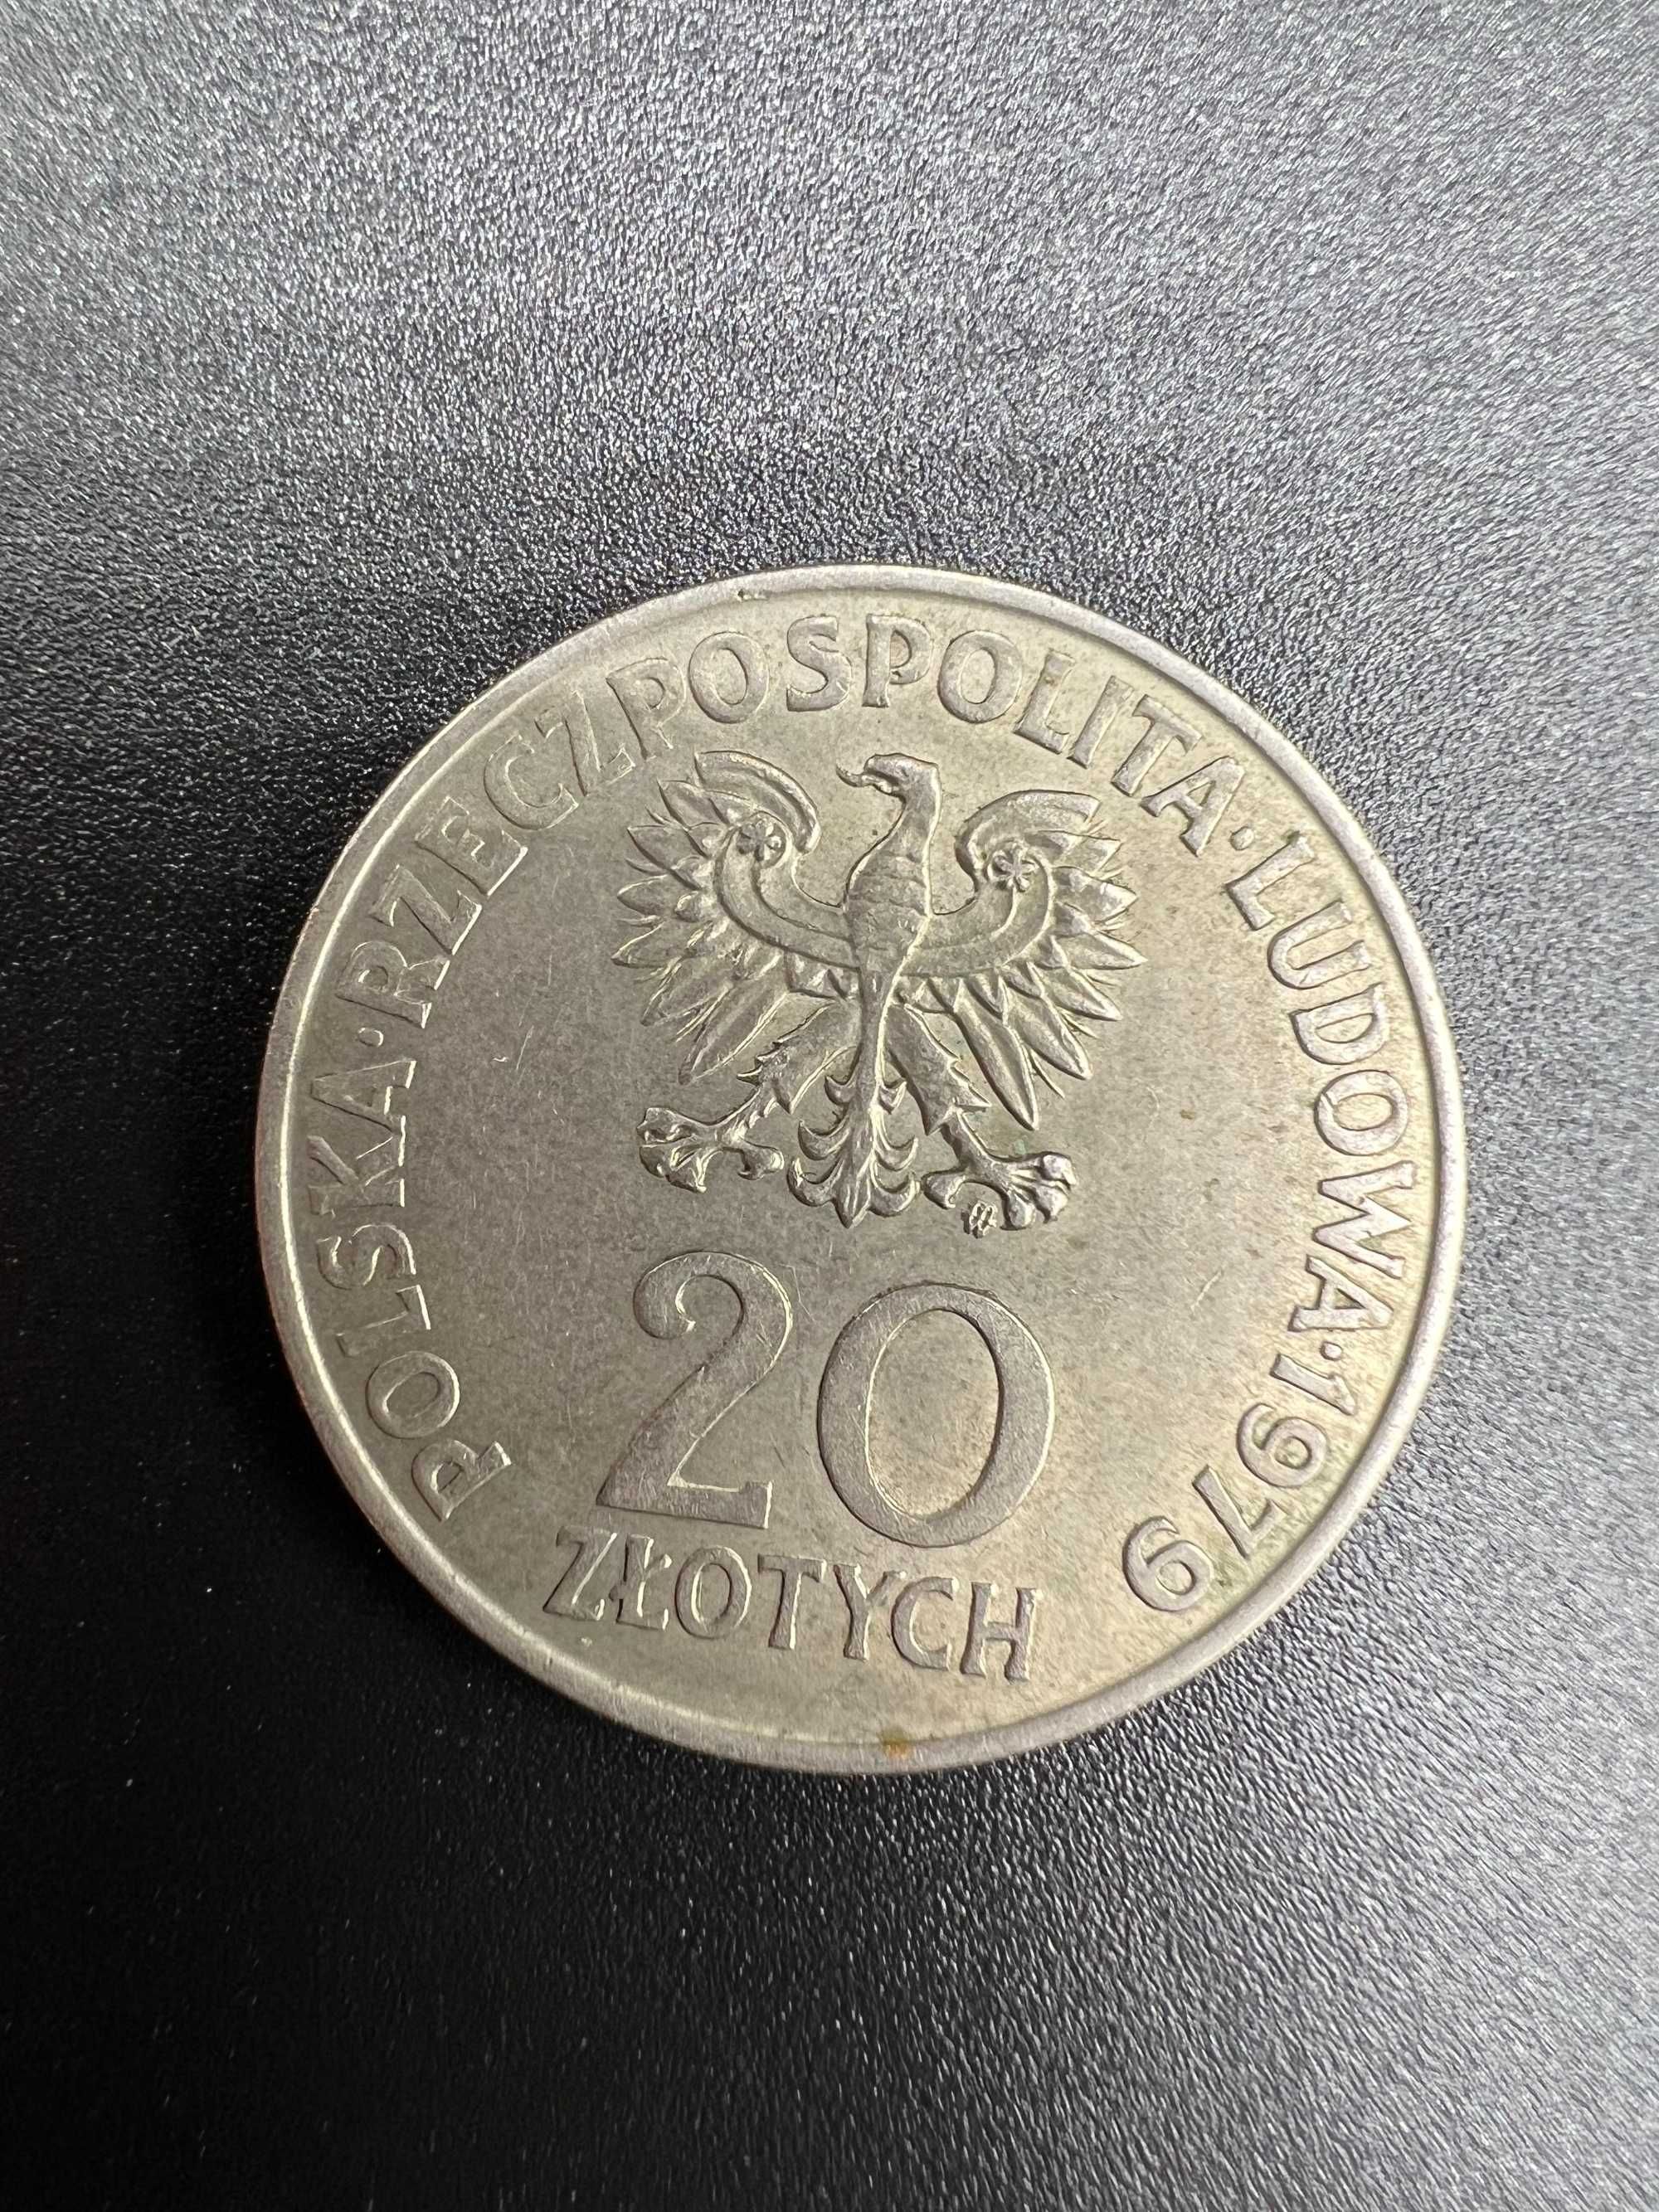 POLSKA·RZECZPOSPOLITA·LUDOWA·1979
20
ZŁOTYCH